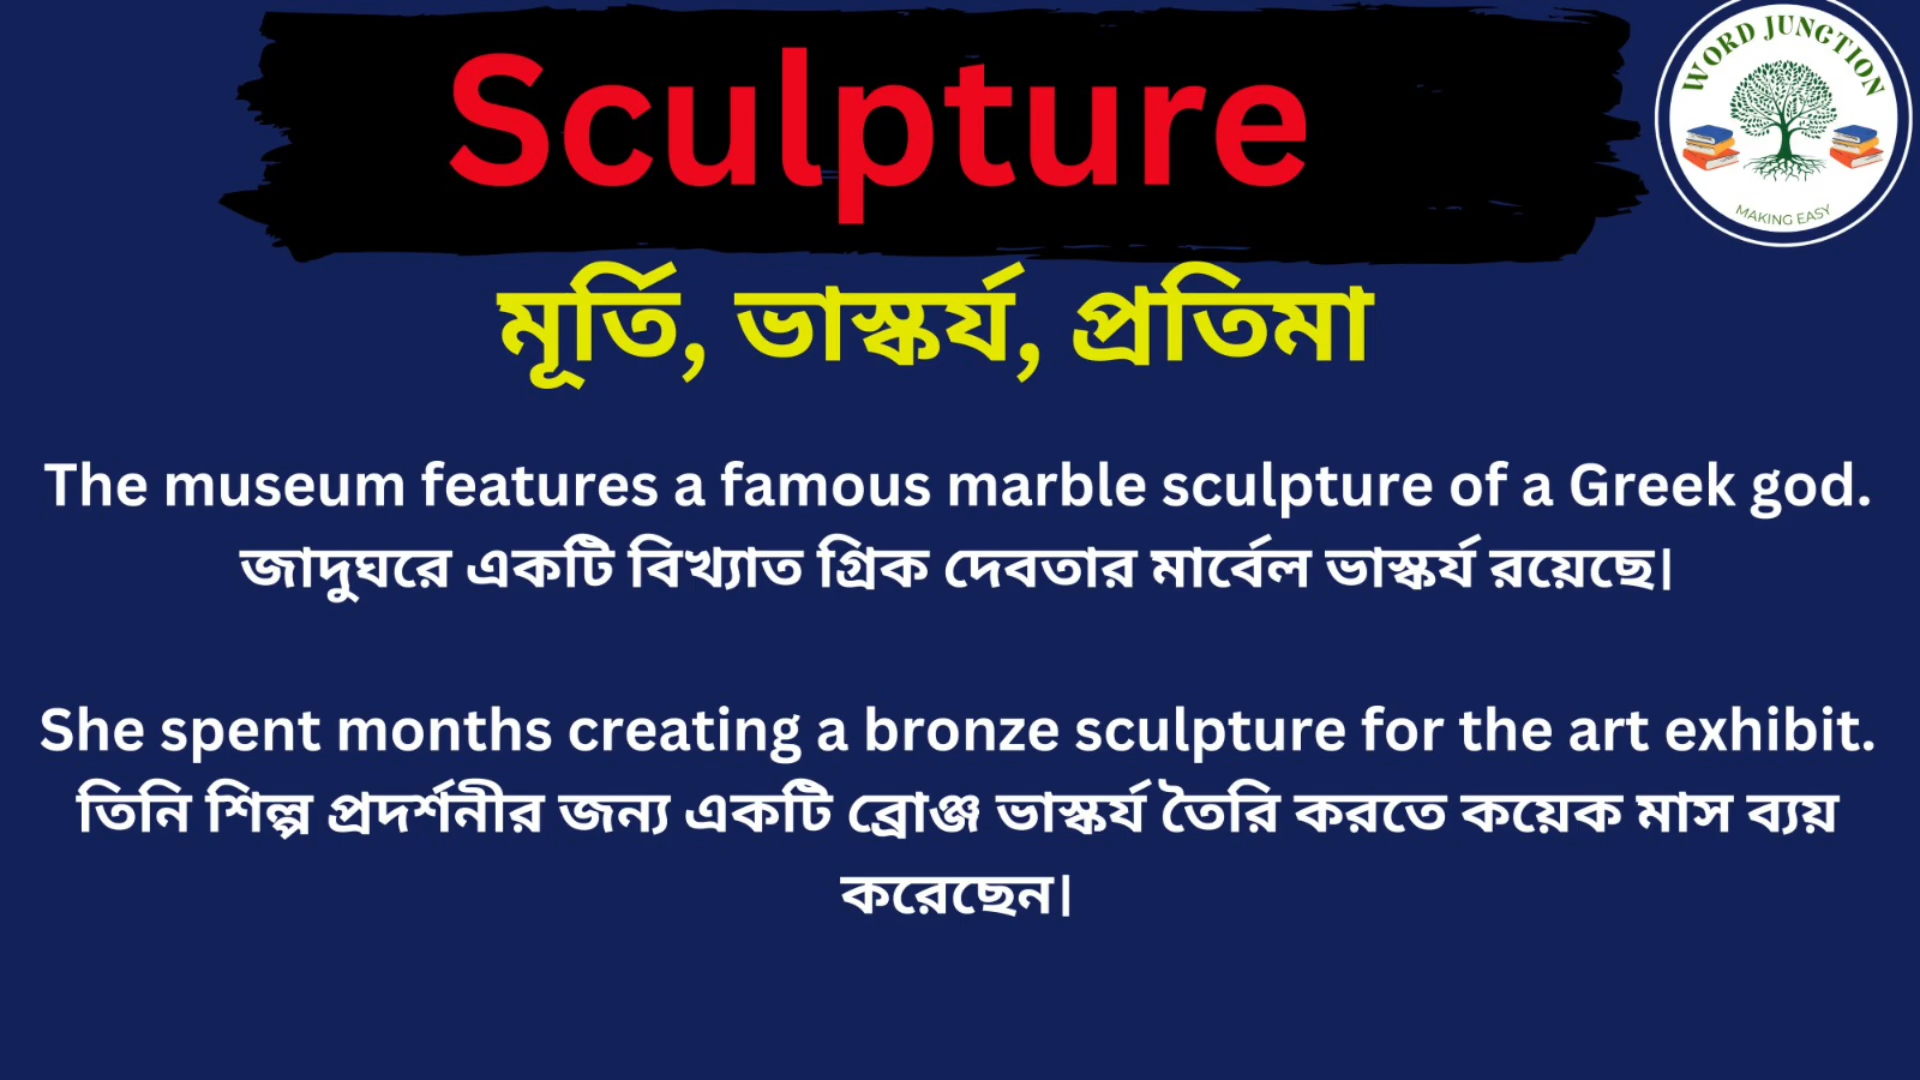 Sculpture
WORD JUNCTION
MAKING EASY
মূর্তি, ভাস্কর্য, প্রতিমা
The museum features a famous marble sculpture of a Greek god.
জাদুঘরে একটি বিখ্যাত গ্রিক দেবতার মার্বেল ভাস্কর্য রয়েছে।
She spent months creating a bronze sculpture for the art exhibit.
তিনি শিল্প প্রদর্শনীর জন্য একটি ব্রোঞ্জ ভাস্কর্য তৈরি করতে কয়েক মাস ব্যয়
করেছেন।